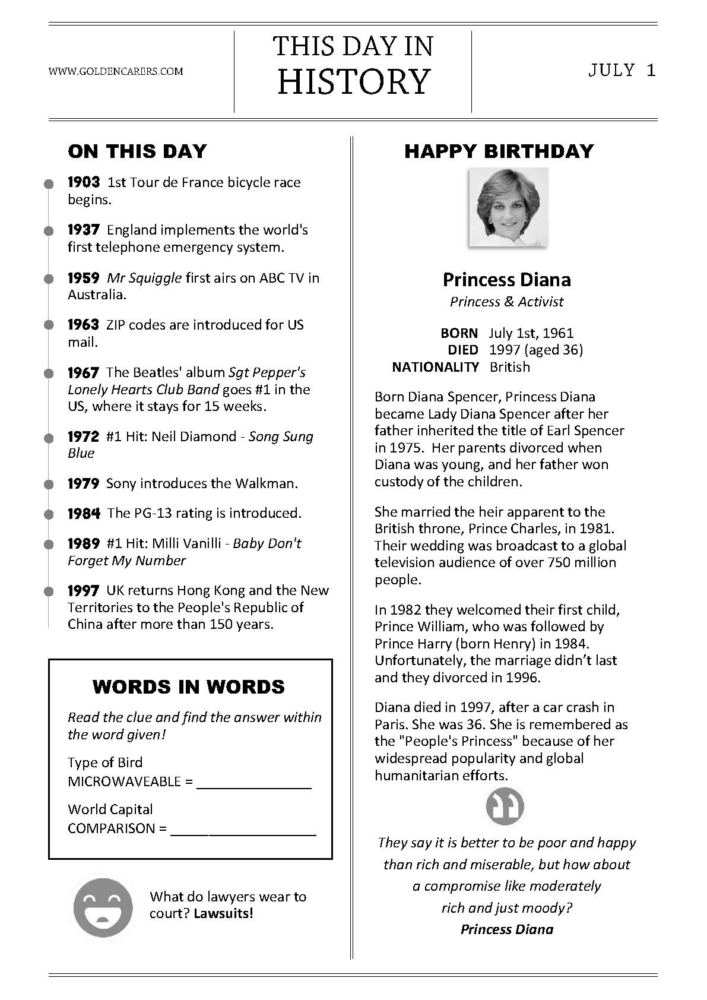 WWW.GOLDENCARERS.COM
THIS DAY IN
HISTORY
JULY 1
ON THIS DAY
1903 1st Tour de France bicycle race
begins.
1937 England implements the world's
first telephone emergency system.
1959 Mr Squiggle first airs on ABC TV in
Australia.
1963 ZIP codes are introduced for US
mail.
1967 The Beatles' album Sgt Pepper's
Lonely Hearts Club Band goes #1 in the
US, where it stays for 15 weeks.
1972 #1 Hit: Neil Diamond - Song Sung
Blue
1979 Sony introduces the Walkman.
1984 The PG-13 rating is introduced.
1989 #1 Hit: Milli Vanilli - Baby Don't
Forget My Number
1997 UK returns Hong Kong and the New
Territories to the People's Republic of
China after more than 150 years.
WORDS IN WORDS
Read the clue and find the answer within
the word given!
Type of Bird
MICROWAVEABLE = ________________
World Capital
COMPARISON = ____________________
What do lawyers wear to
court? Lawsuits!
HAPPY BIRTHDAY
Princess Diana
Princess & Activist
BORN July 1st, 1961
DIED 1997 (aged 36)
NATIONALITY British
Born Diana Spencer, Princess Diana
became Lady Diana Spencer after her
father inherited the title of Earl Spencer
in 1975. Her parents divorced when
Diana was young, and her father won
custody of the children.
She married the heir apparent to the
British throne, Prince Charles, in 1981.
Their wedding was broadcast to a global
television audience of over 750 million
people.
In 1982 they welcomed their first child,
Prince William, who was followed by
Prince Harry (born Henry) in 1984.
Unfortunately, the marriage didn’t last
and they divorced in 1996.
Diana died in 1997, after a car crash in
Paris. She was 36. She is remembered as
the "People's Princess" because of her
widespread popularity and global
humanitarian efforts.
They say it is better to be poor and happy
than rich and miserable, but how about
a compromise like moderately
rich and just moody?
Princess Diana